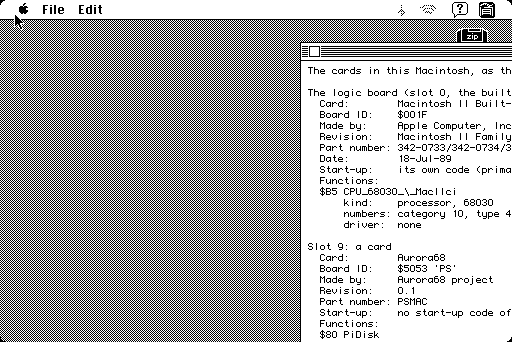 File Edit
zip
The cards in this Macintosh, as th
The logic board (slot 0, the built
Card: Macintosh II Built-
Board ID: $001F
Made by: Apple Computer, Inc
Revision: Macintosh II Family
Part number: 342-0733/342-0734/3
Date: 18-Jul-89
Start-up: its own code (prima
Functions:
$B5 CPU_68030_\_MacIIci
kind: processor, 68030
numbers: category 10, type 4
driver: none
Slot 9: a card
Card: Aurora68
Board ID: $5053 'PS'
Made by: Aurora68 project
Revision: 0.1
Part number: PSMAC
Start-up: no start-up code of
Functions:
$80 PiDisk